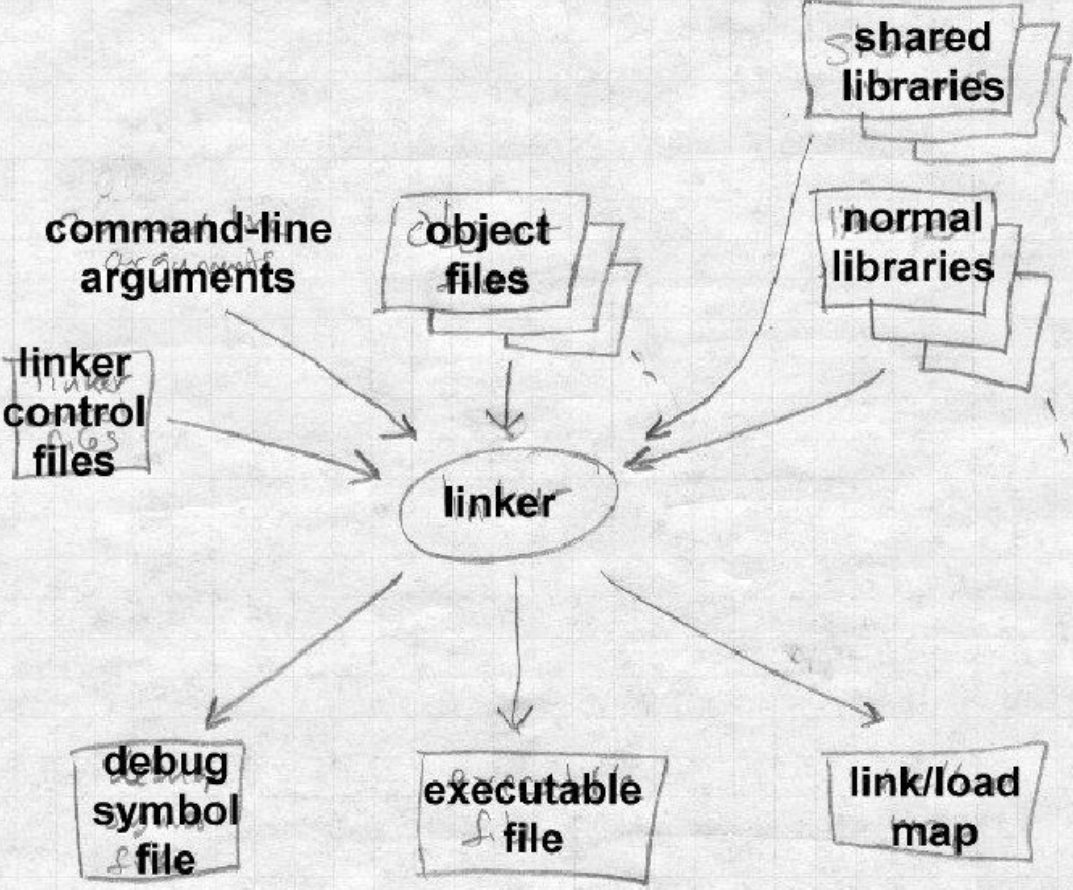 shared
libraries
command-line
arguments
object
files
normal
libraries
linker
control
files
linker
debug
symbol
file
executable
file
link/load
map